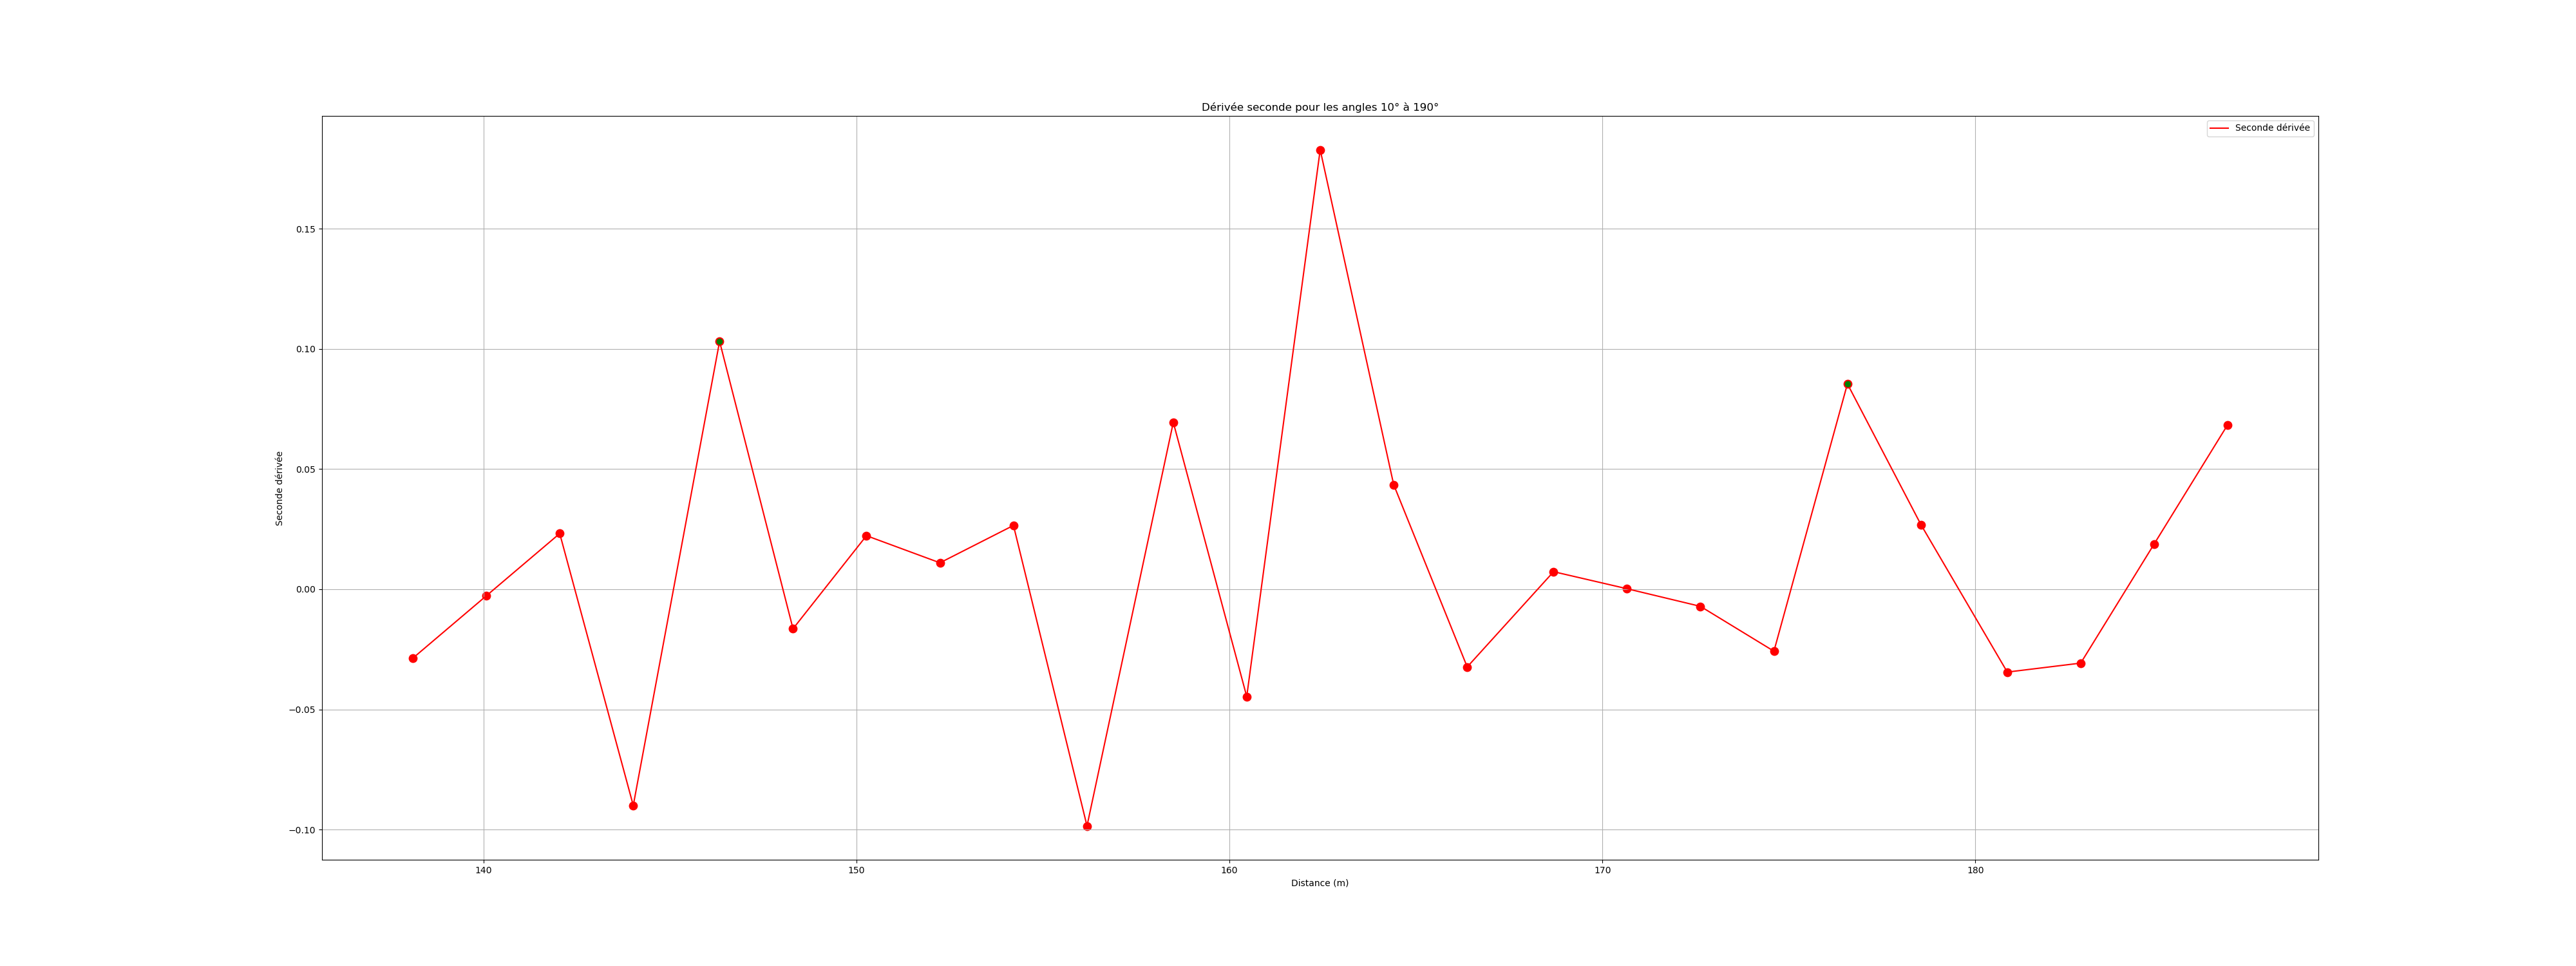 Dérivée seconde pour les angles 10° à 190°
Seconde dérivée
0.15
0.10
0.05
0.00
−0.05
−0.10
Seconde dérivée
140 150 160 170 180
Distance (m)